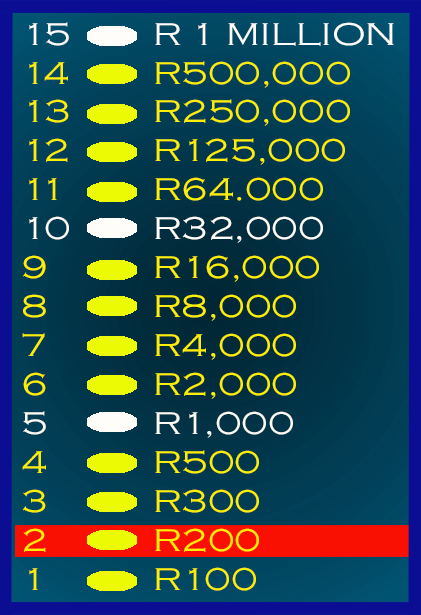 15 R 1 MILLION
14 R500,000
13 R250,000
12 R125,000
11 R64.000
10 R32,000
9 R16,000
8 R8,000
7 R4,000
6 R2,000
5 R1,000
4 R500
3 R300
2 R200
1 R100